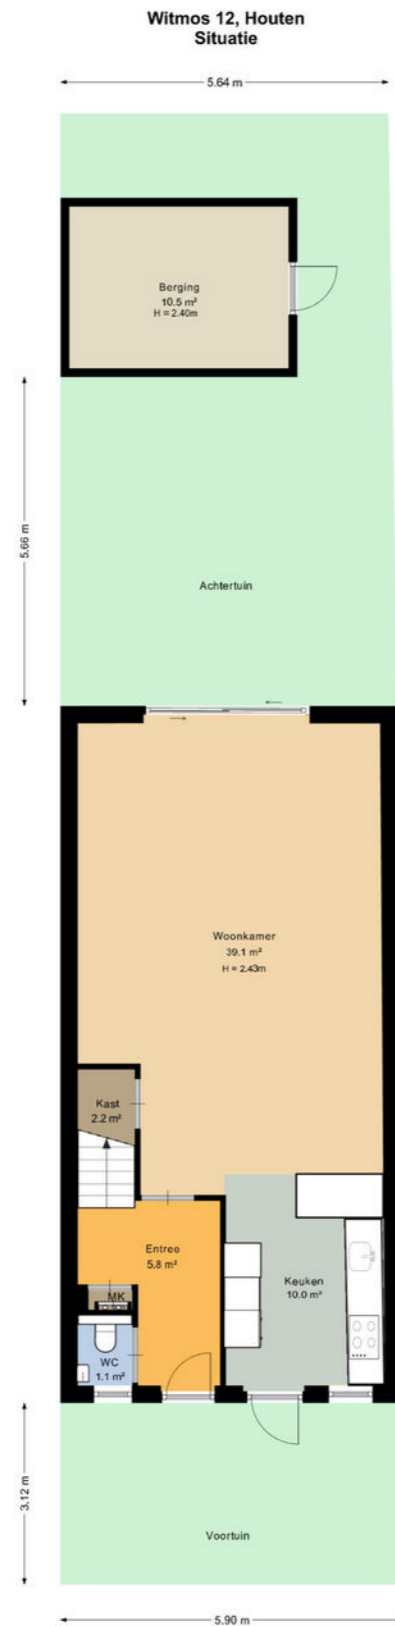 Witmos 12, Houten
Situatie
5.64 m
Berging
10.5 m²
H = 2.40m
5.66 m
Achtertuin
Woonkamer
39.1 m²
H = 2.43m
Kast
2.2 m²
Entree
5.8 m²
Keuken
10.0 m²
MK
WC
1.1 m²
3.12 m
Voortuin
5.90 m